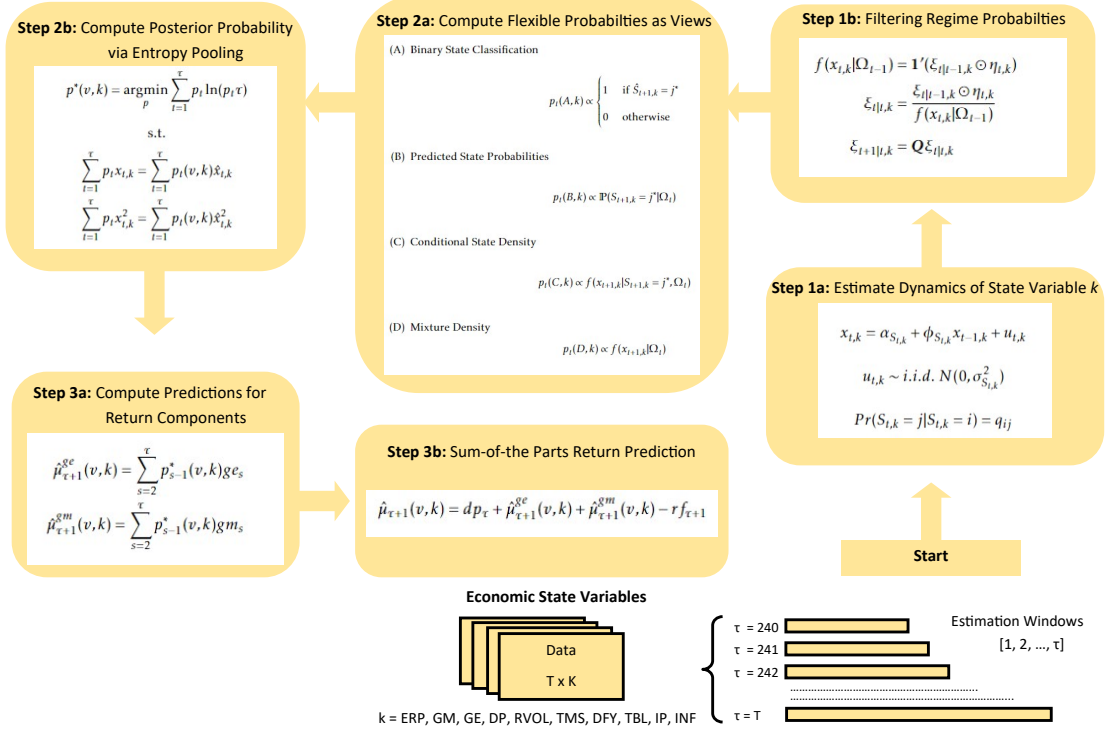 Step 2b: Compute Posterior Probability
via Entropy Pooling
p*(v,k) = argmin_p ∑_{t=1}^{τ} p_t ln(p_t τ)
s.t.
∑_{t=1}^{τ} p_t x_{t,k} = ∑_{t=1}^{τ} p_t(v,k) x̂_{t,k}
∑_{t=1}^{τ} p_t x²_{t,k} = ∑_{t=1}^{τ} p_t(v,k) x̂²_{t,k}
Step 2a: Compute Flexible Probabilties as Views
(A) Binary State Classification
p_t(A,k) ∝ { 1 if Ŝ_{t+1,k} = j*
0 otherwise
(B) Predicted State Probabilities
p_t(B,k) ∝ ℙ(S_{t+1,k} = j*|Ω_t)
(C) Conditional State Density
p_t(C,k) ∝ f(x_{t+1,k}|S_{t+1,k} = j*,Ω_t)
(D) Mixture Density
p_t(D,k) ∝ f(x_{t+1,k}|Ω_t)
Step 1b: Filtering Regime Probabilties
f(x_{t,k}|Ω_{t−1}) = 1′(ξ_{t|t−1,k} ⊙ η_{t,k})
ξ_{t|t,k} = (ξ_{t|t−1,k} ⊙ η_{t,k}) / f(x_{t,k}|Ω_{t−1})
ξ_{t+1|t,k} = Qξ_{t|t,k}
Step 1a: Estimate Dynamics of State Variable k
x_{t,k} = α_{S_{t,k}} + ϕ_{S_{t,k}} x_{t−1,k} + u_{t,k}
u_{t,k} ∼ i.i.d. N(0,σ²_{S_{t,k}})
Pr(S_{t,k} = j|S_{t,k} = i) = q_{ij}
Step 3a: Compute Predictions for
Return Components
μ̂^{ge}_{τ+1}(v,k) = ∑_{s=2}^{τ} p*_{s−1}(v,k)ge_s
μ̂^{gm}_{τ+1}(v,k) = ∑_{s=2}^{τ} p*_{s−1}(v,k)gm_s
Step 3b: Sum-of-the Parts Return Prediction
μ̂_{τ+1}(v,k) = dp_τ + μ̂^{ge}_{τ+1}(v,k) + μ̂^{gm}_{τ+1}(v,k) − rf_{τ+1}
Start
Economic State Variables
Data
T x K
k = ERP, GM, GE, DP, RVOL, TMS, DFY, TBL, IP, INF
τ = 240
τ = 241
τ = 242
τ = T
Estimation Windows
[1, 2, …, τ]